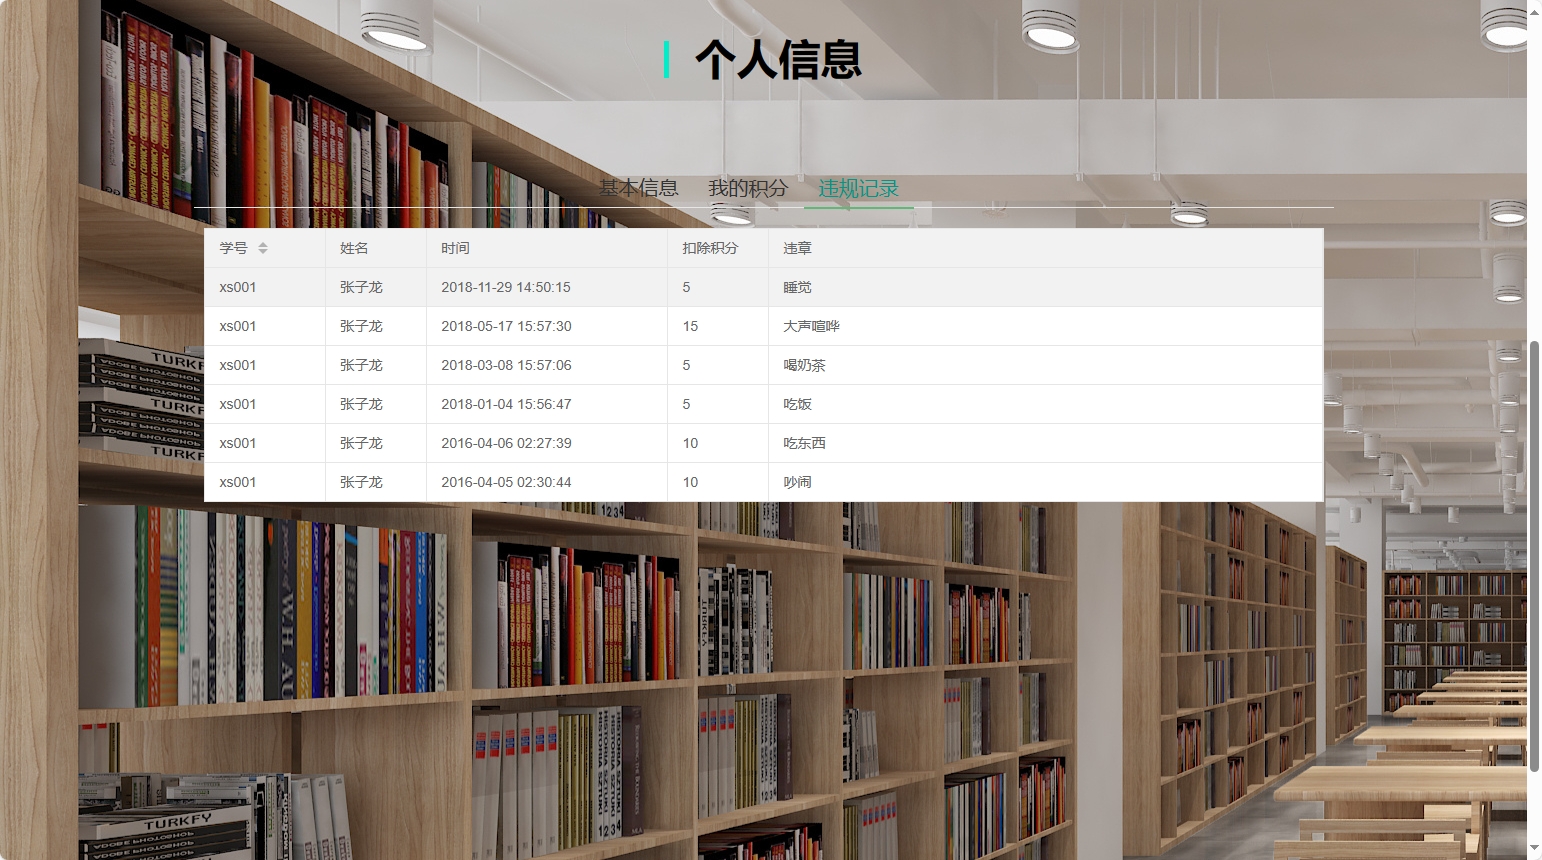 个人信息
基本信息 我的积分 违规记录
学号 姓名 时间 扣除积分 违章
xs001 张子龙 2018-11-29 14:50:15 5 睡觉
xs001 张子龙 2018-05-17 15:57:30 15 大声喧哗
xs001 张子龙 2018-03-08 15:57:06 5 喝奶茶
xs001 张子龙 2018-01-04 15:56:47 5 吃饭
xs001 张子龙 2016-04-06 02:27:39 10 吃东西
xs001 张子龙 2016-04-05 02:30:44 10 吵闹
TURKFY